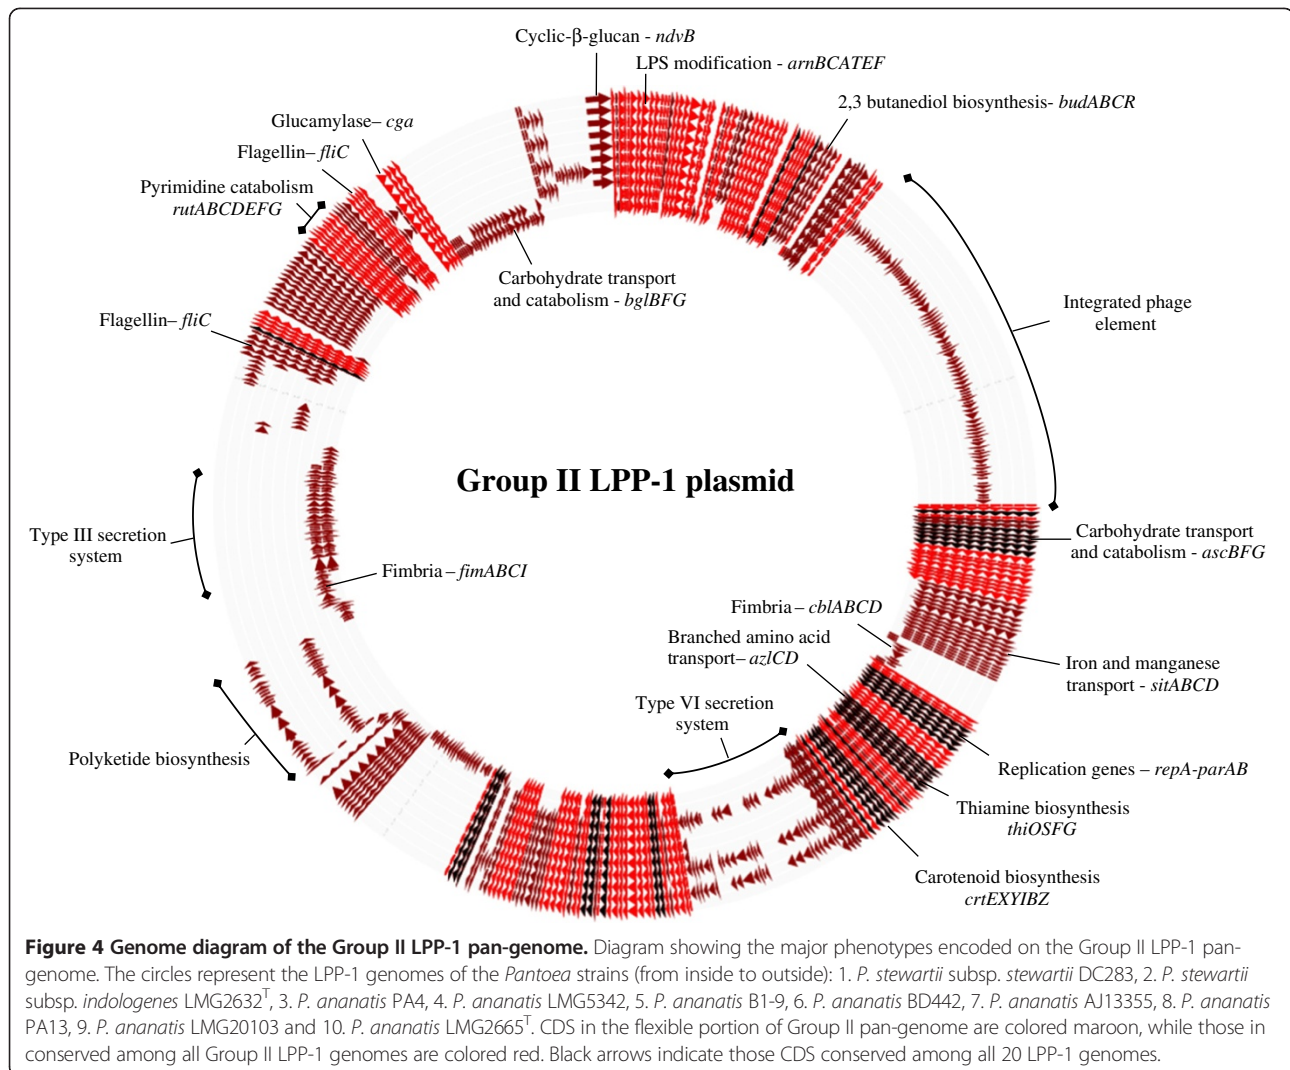 Cyclic-β-glucan - ndvB
LPS modification - arnBCATEF
2,3 butanediol biosynthesis- budABCR
Glucamylase– cga
Flagellin– fliC
Pyrimidine catabolism
rutABCDEFG
Carbohydrate transport
and catabolism - bglBFG
Integrated phage
element
Flagellin– fliC
Group II LPP-1 plasmid
Type III secretion
system
Carbohydrate transport
and catabolism - ascBFG
Fimbria – fimABCI
Fimbria – cblABCD
Branched amino acid
transport– azlCD
Iron and manganese
transport - sitABCD
Type VI secretion
system
Polyketide biosynthesis
Replication genes – repA-parAB
Thiamine biosynthesis
thiOSFG
Carotenoid biosynthesis
crtEXYIBZ
Figure 4 Genome diagram of the Group II LPP-1 pan-genome. Diagram showing the major phenotypes encoded on the Group II LPP-1 pan-
genome. The circles represent the LPP-1 genomes of the Pantoea strains (from inside to outside): 1. P. stewartii subsp. stewartii DC283, 2. P. stewartii
subsp. indologenes LMG2632T, 3. P. ananatis PA4, 4. P. ananatis LMG5342, 5. P. ananatis B1-9, 6. P. ananatis BD442, 7. P. ananatis AJ13355, 8. P. ananatis
PA13, 9. P. ananatis LMG20103 and 10. P. ananatis LMG2665T. CDS in the flexible portion of Group II pan-genome are colored maroon, while those in
conserved among all Group II LPP-1 genomes are colored red. Black arrows indicate those CDS conserved among all 20 LPP-1 genomes.